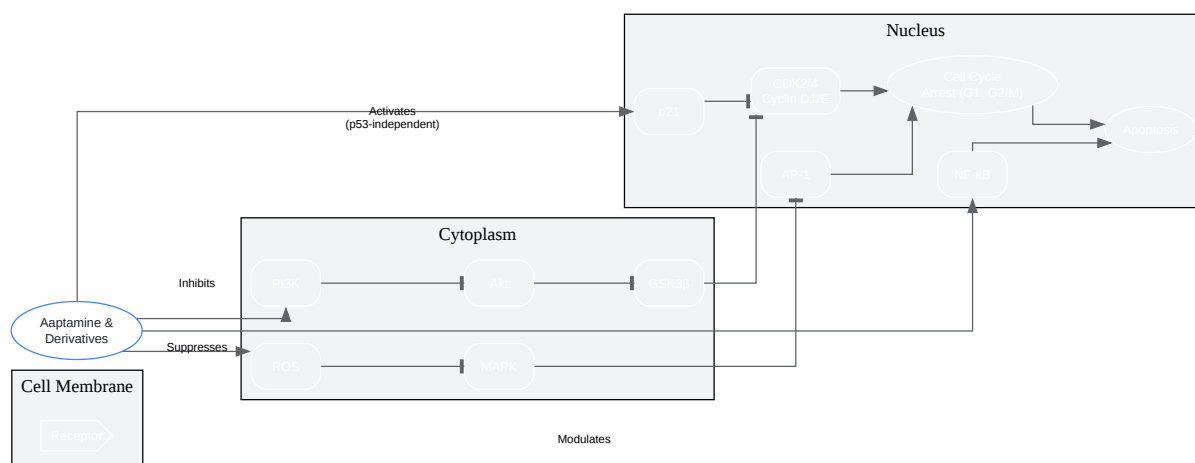 Nucleus
CDK2/4
Cyclin D1/E
Cell Cycle
Arrest (G1, G2/M)
p21
Activates
(p53-independent)
Apoptosis
AP-1
NF-κB
Cytoplasm
PI3K
Akt
GSK3β
Inhibits
Aaptamine &
Derivatives
Suppresses
ROS
MAPK
Cell Membrane
Receptor
Modulates